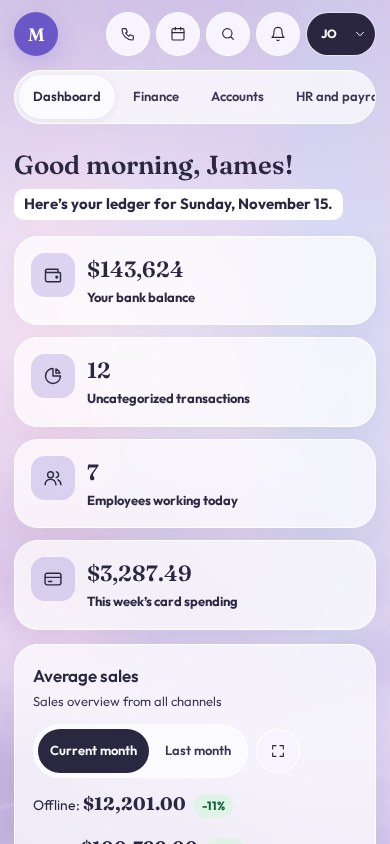 M
JO
Dashboard Finance Accounts HR and payro
Good morning, James!
Here's your ledger for Sunday, November 15.
$143,624
Your bank balance
12
Uncategorized transactions
7
Employees working today
$3,287.49
This week's card spending
Average sales
Sales overview from all channels
Current month Last month
Offline: $12,201.00 -11%